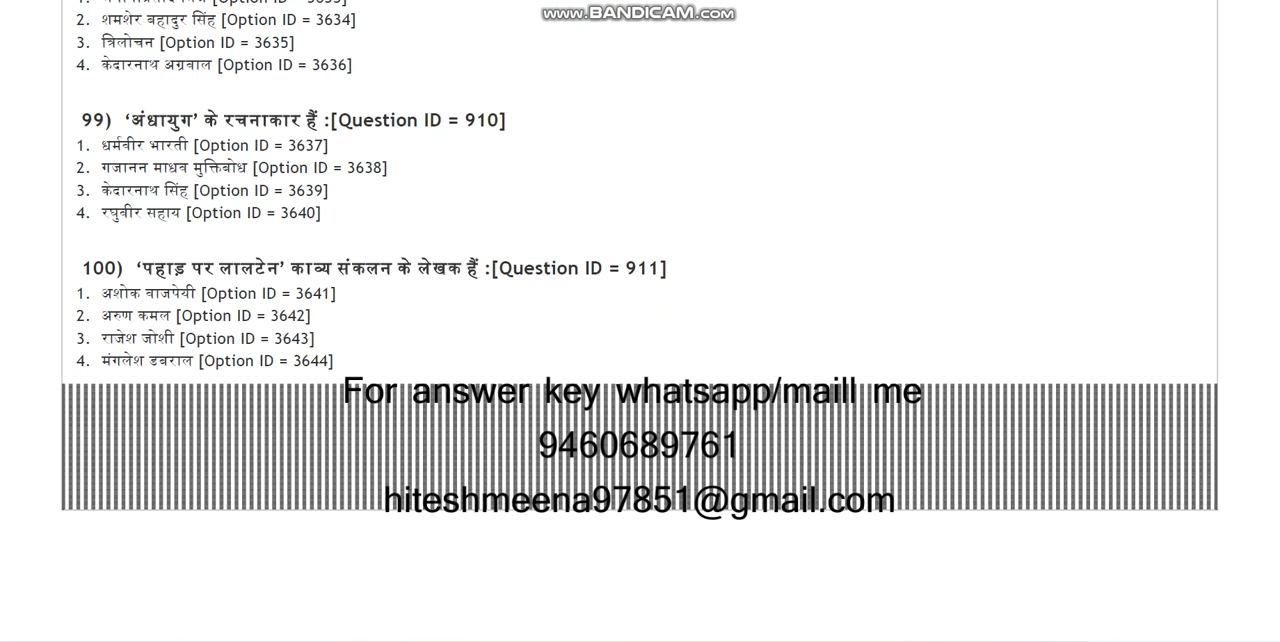 www.BANDICAM.com
2. शमशेर बहादुर सिंह [Option ID = 3634]
3. त्रिलोचन [Option ID = 3635]
4. केदारनाथ अग्रवाल [Option ID = 3636]
99) ‘अंधायुग’ के रचनाकार हैं :[Question ID = 910]
1. धर्मवीर भारती [Option ID = 3637]
2. गजानन माधव मुक्तिबोध [Option ID = 3638]
3. केदारनाथ सिंह [Option ID = 3639]
4. रघुवीर सहाय [Option ID = 3640]
100) ‘पहाड़ पर लालटेन’ काव्य संकलन के लेखक हैं :[Question ID = 911]
1. अशोक वाजपेयी [Option ID = 3641]
2. अरुण कमल [Option ID = 3642]
3. राजेश जोशी [Option ID = 3643]
4. मंगलेश डबराल [Option ID = 3644]
For answer key whatsapp/maill me
9460689761
hiteshmeena97851@gmail.com